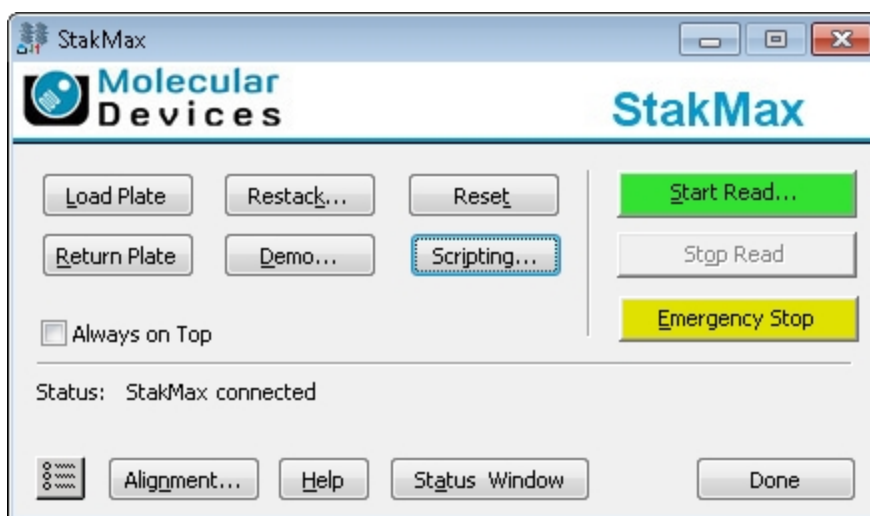 StakMax
Molecular
Devices
StakMax
Load Plate
Restack...
Reset
Start Read...
Return Plate
Demo...
Scripting...
Stop Read
Emergency Stop
Always on Top
Status: StakMax connected
Alignment...
Help
Status Window
Done